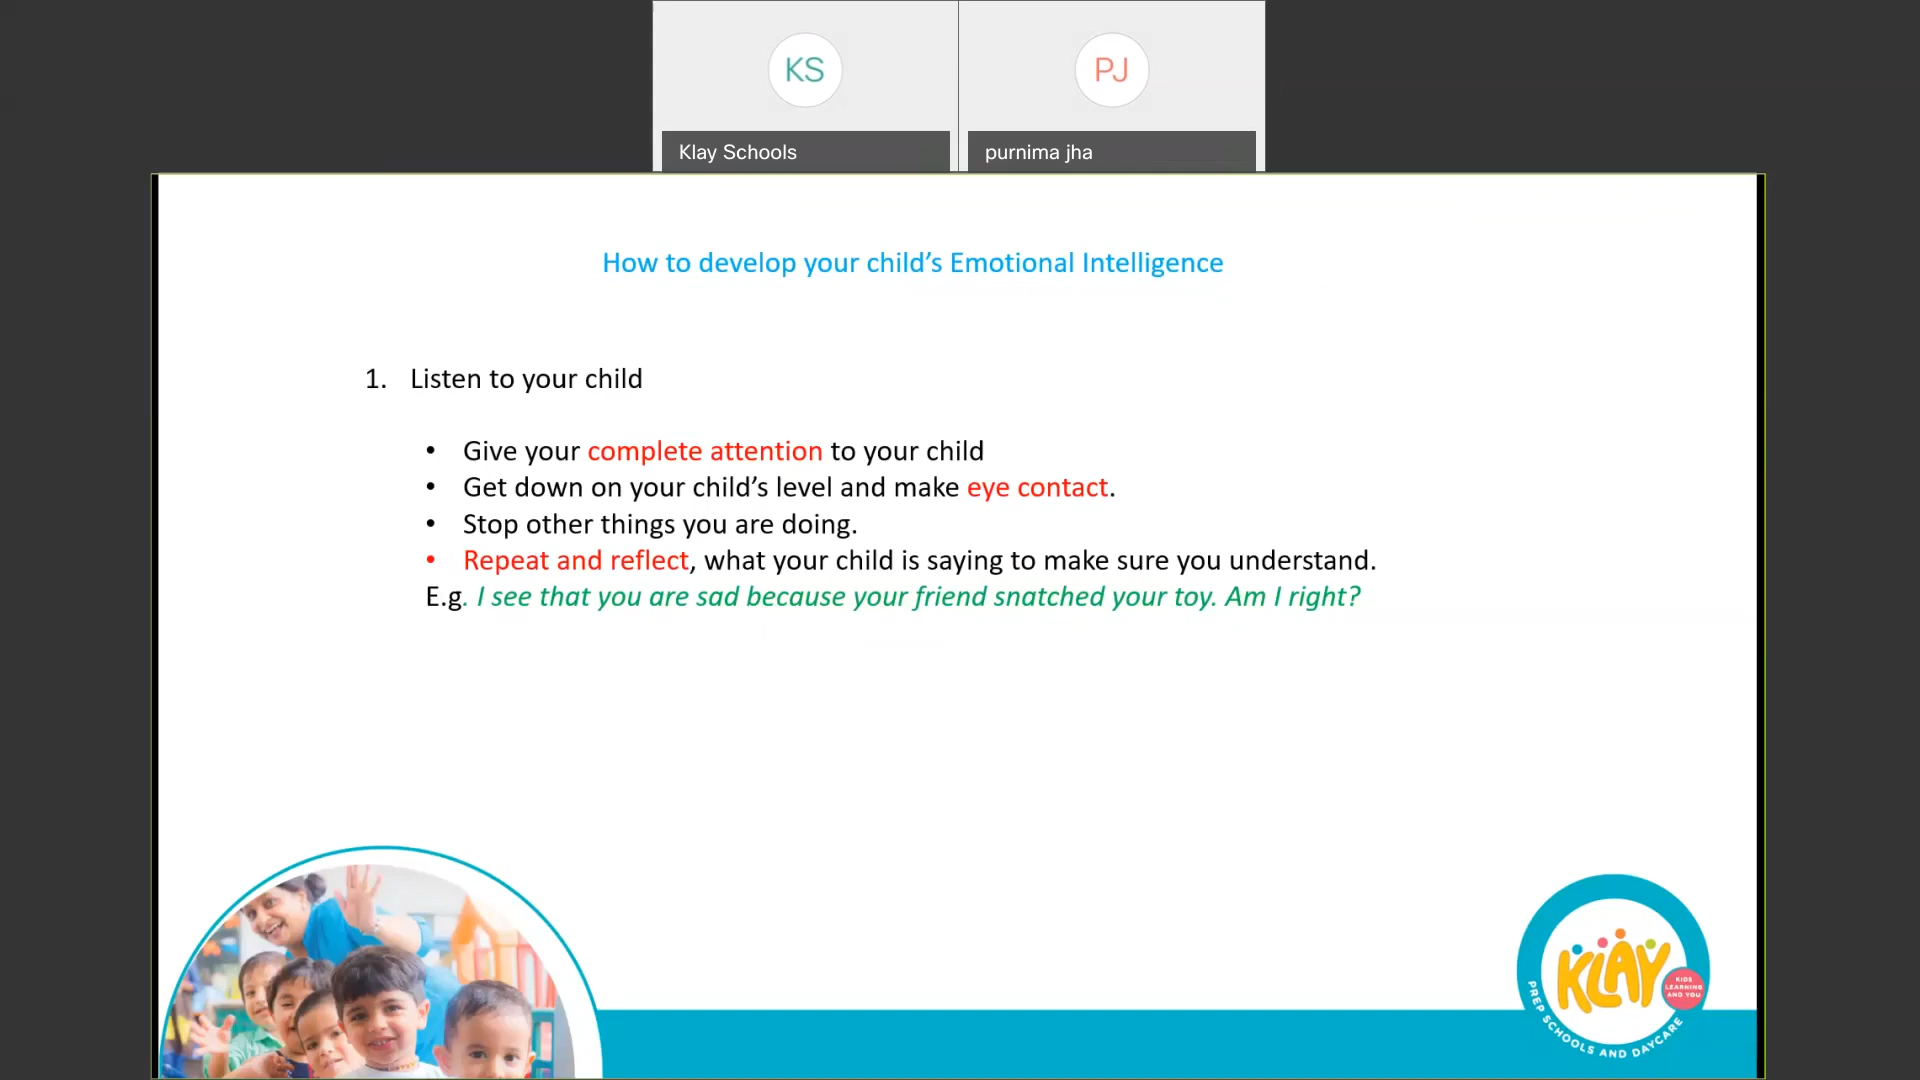 KS
PJ
Klay Schools
purnima jha
How to develop your child’s Emotional Intelligence
1. Listen to your child
• Give your complete attention to your child
• Get down on your child’s level and make eye contact.
• Stop other things you are doing.
• Repeat and reflect, what your child is saying to make sure you understand.
E.g. I see that you are sad because your friend snatched your toy. Am I right?
KLAY
KIDS
LEARNING
AND YOU
PREP SCHOOLS AND DAYCARE